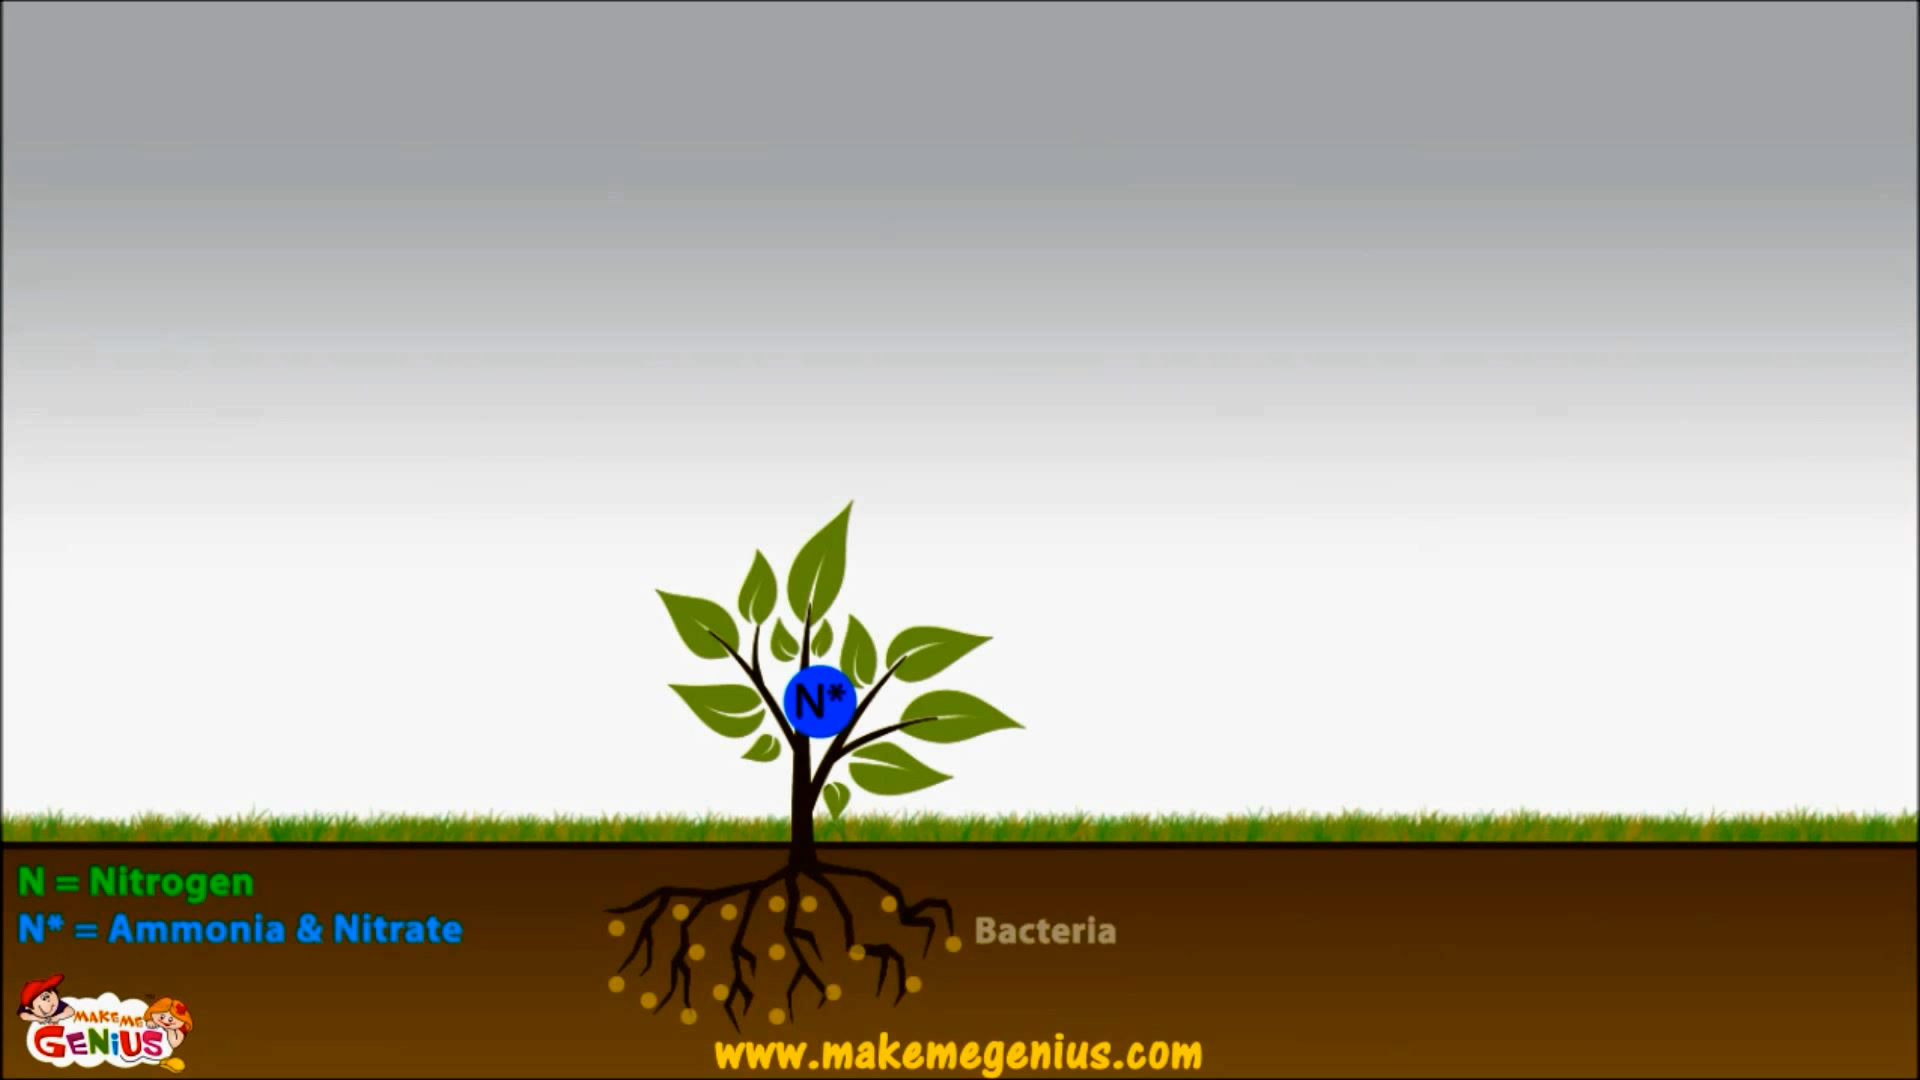 N*
N = Nitrogen
N* = Ammonia & Nitrate
Bacteria
MAKE ME
GENiUS
www.makemegenius.com